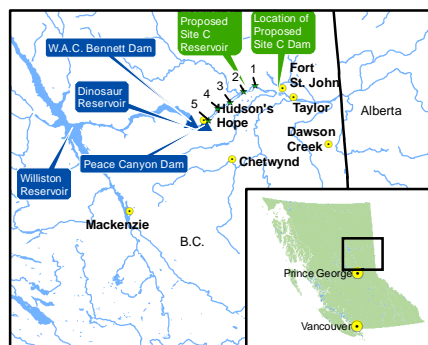 Proposed
Site C
Reservoir
Location of
Proposed
Site C Dam
W.A.C. Bennett Dam
Dinosaur
Reservoir
5
4
3
2
1
Fort
St. John
Taylor
Hudson's
Hope
Alberta
Dawson
Creek
Peace Canyon Dam
Chetwynd
Williston
Reservoir
Mackenzie
B.C.
Prince George
Vancouver